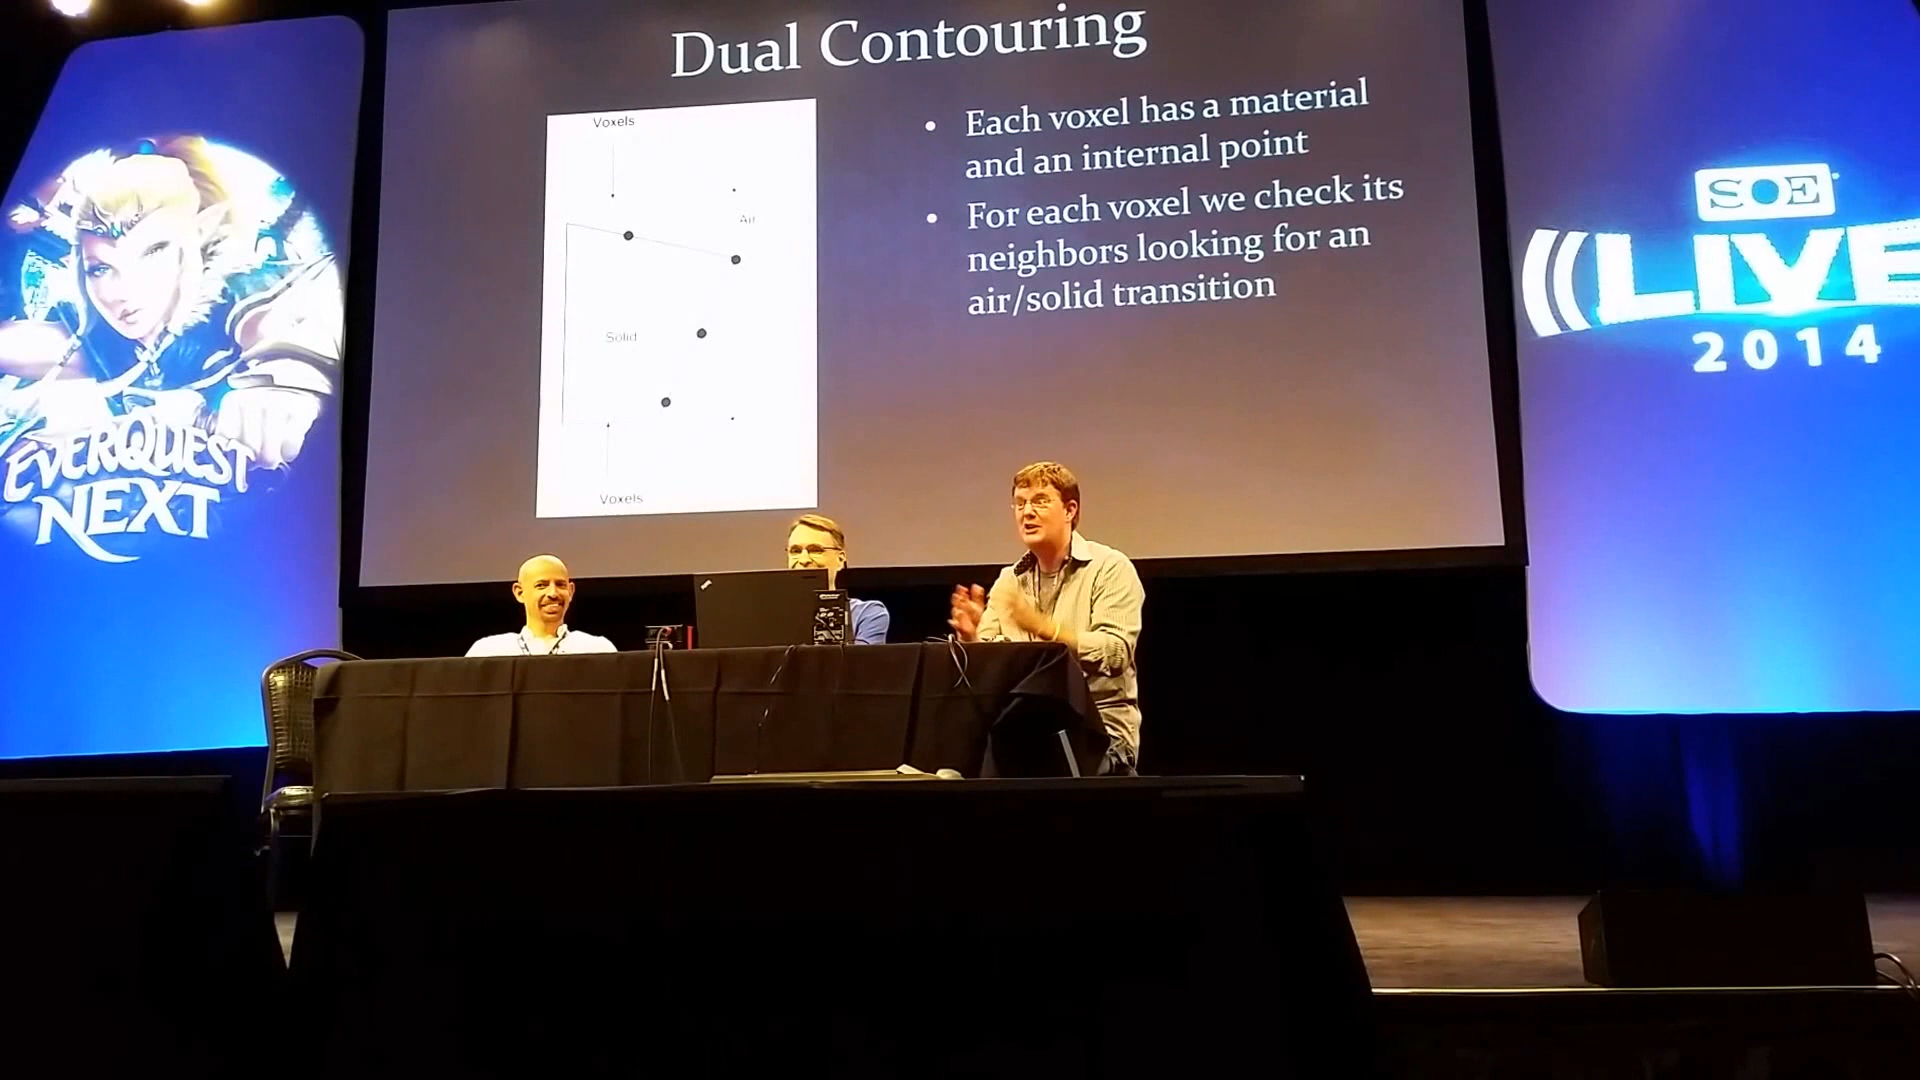 Dual Contouring
Voxels
Air
Solid
Voxels
• Each voxel has a material
and an internal point
• For each voxel we check its
neighbors looking for an
air/solid transition
EVERQUEST
NEXT
SOE
LIVE
2014